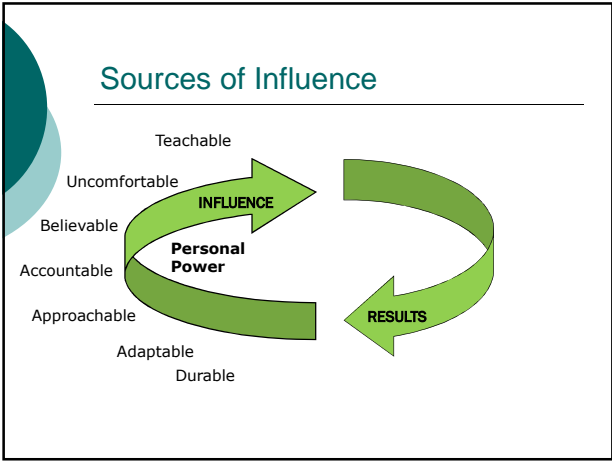 Sources of Influence
Teachable
Uncomfortable
INFLUENCE
Believable
Personal
Power
Accountable
Approachable
RESULTS
Adaptable
Durable